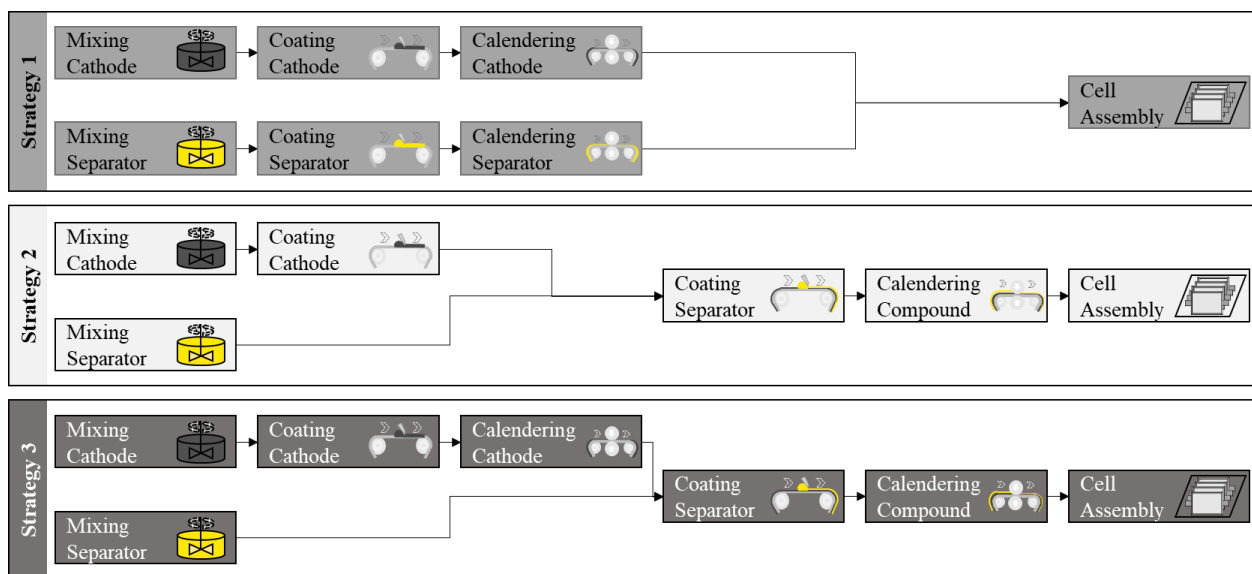 Strategy 1
Mixing
Cathode
Coating
Cathode
Calendering
Cathode
Mixing
Separator
Coating
Separator
Calendering
Separator
Cell
Assembly
Strategy 2
Mixing
Cathode
Coating
Cathode
Mixing
Separator
Coating
Separator
Calendering
Compound
Cell
Assembly
Strategy 3
Mixing
Cathode
Coating
Cathode
Calendering
Cathode
Mixing
Separator
Coating
Separator
Calendering
Compound
Cell
Assembly